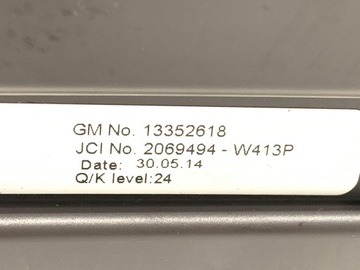 GM No. 13352618
JCI No. 2069494 - W413P
Date: 30.05.14
Q/K level:24